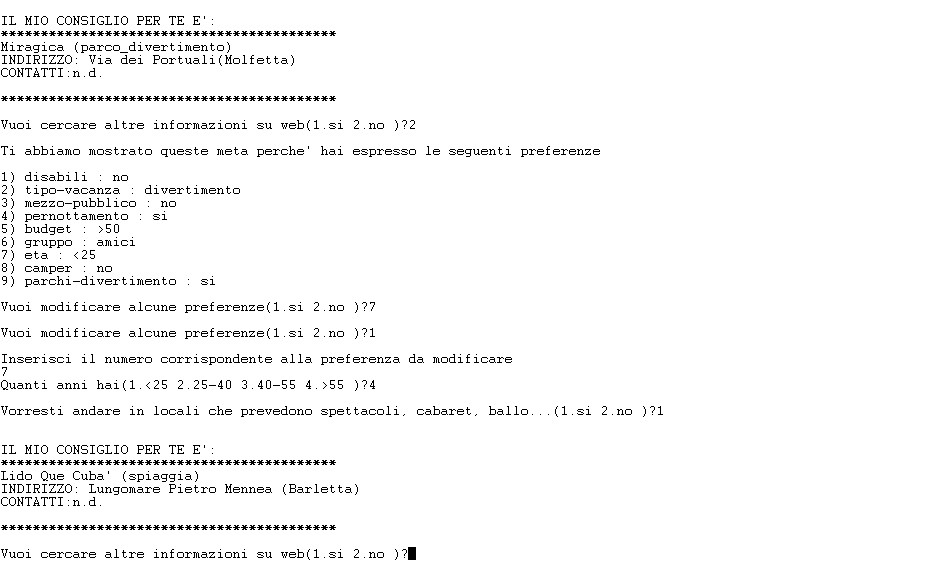 IL MIO CONSIGLIO PER TE E':
******************************************
Miragica (parco_divertimento)
INDIRIZZO: Via dei Portuali(Molfetta)
CONTATTI:n.d.
******************************************
Vuoi cercare altre informazioni su web(1.si 2.no )?2
Ti abbiamo mostrato queste meta perche' hai espresso le seguenti preferenze
1) disabili : no
2) tipo-vacanza : divertimento
3) mezzo-pubblico : no
4) pernottamento : si
5) budget : >50
6) gruppo : amici
7) eta : <25
8) camper : no
9) parchi-divertimento : si
Vuoi modificare alcune preferenze(1.si 2.no )?7
Vuoi modificare alcune preferenze(1.si 2.no )?1
Inserisci il numero corrispondente alla preferenza da modificare
7
Quanti anni hai(1.<25 2.25-40 3.40-55 4.>55 )?4
Vorresti andare in locali che prevedono spettacoli, cabaret, ballo...(1.si 2.no )?1
IL MIO CONSIGLIO PER TE E':
******************************************
Lido Que Cuba' (spiaggia)
INDIRIZZO: Lungomare Pietro Mennea (Barletta)
CONTATTI:n.d.
******************************************
Vuoi cercare altre informazioni su web(1.si 2.no )?